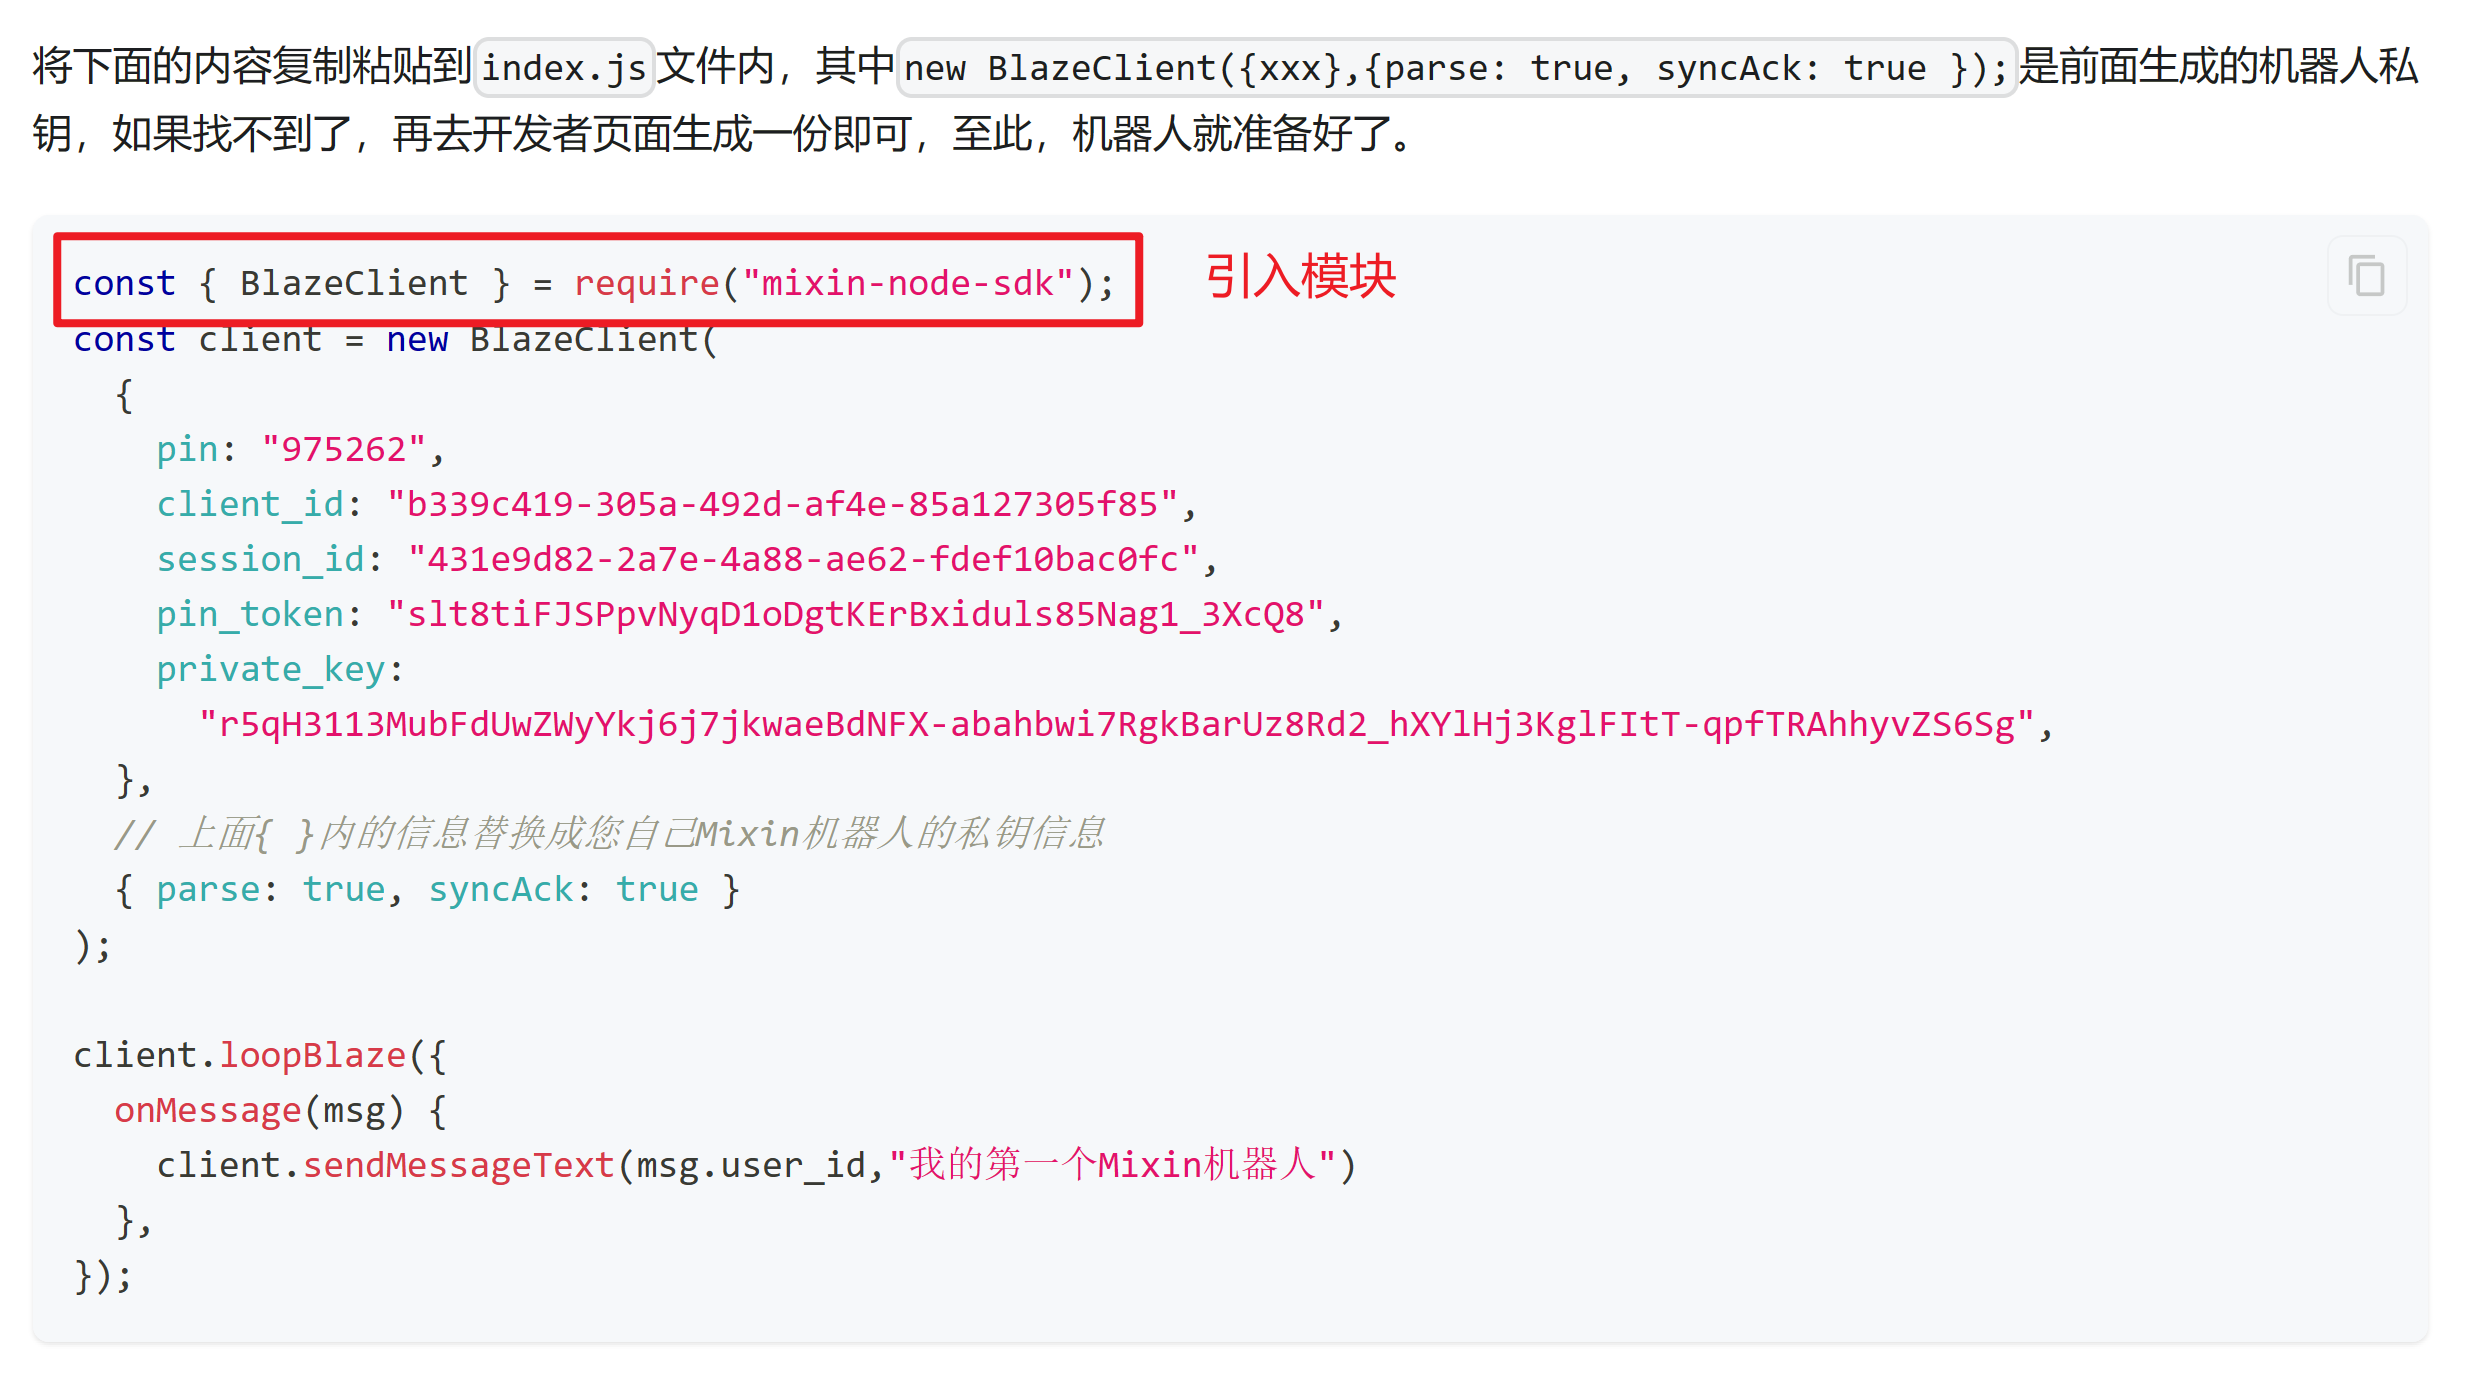 将下面的内容复制粘贴到index.js文件内，其中new BlazeClient({xxx},{parse: true, syncAck: true });是前面生成的机器人私
钥，如果找不到了，再去开发者页面生成一份即可，至此，机器人就准备好了。
const { BlazeClient } = require("mixin-node-sdk");
引入模块
const client = new BlazeClient(
  {
    pin: "975262",
    client_id: "b339c419-305a-492d-af4e-85a127305f85",
    session_id: "431e9d82-2a7e-4a88-ae62-fdef10bac0fc",
    pin_token: "slt8tiFJSPpvNyqD1oDgtKErBxiduls85Nag1_3XcQ8",
    private_key:
      "r5qH3113MubFdUwZWyYkj6j7jkwaeBdNFX-abahbwi7RgkBarUz8Rd2_hXYlHj3KglFItT-qpfTRAhhyvZS6Sg",
  },
  // 上面{ }内的信息替换成您自己Mixin机器人的私钥信息
  { parse: true, syncAck: true }
);
client.loopBlaze({
  onMessage(msg) {
    client.sendMessageText(msg.user_id,"我的第一个Mixin机器人")
  },
});